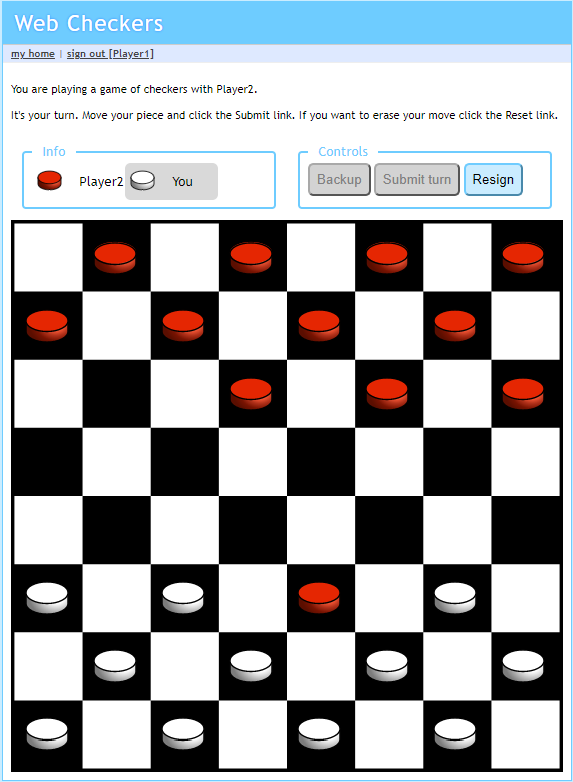 Web Checkers
my home | sign out [Player1]
You are playing a game of checkers with Player2.
It's your turn. Move your piece and click the Submit link. If you want to erase your move click the Reset link.
Info
Player2 You
Controls
Backup Submit turn Resign